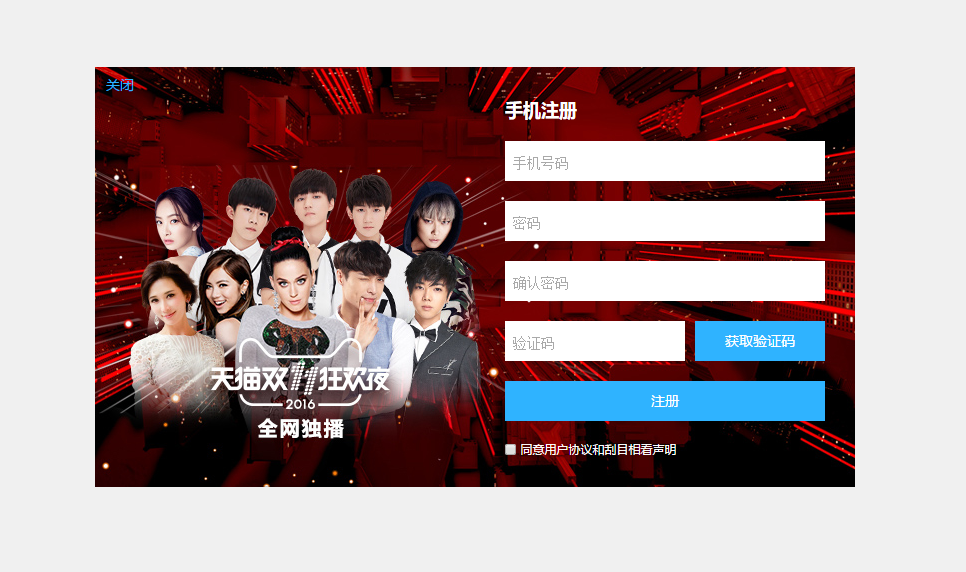 关闭
手机注册
手机号码
密码
确认密码
验证码 获取验证码
注册
同意用户协议和刮目相看声明
天猫双11狂欢夜
2016
全网独播